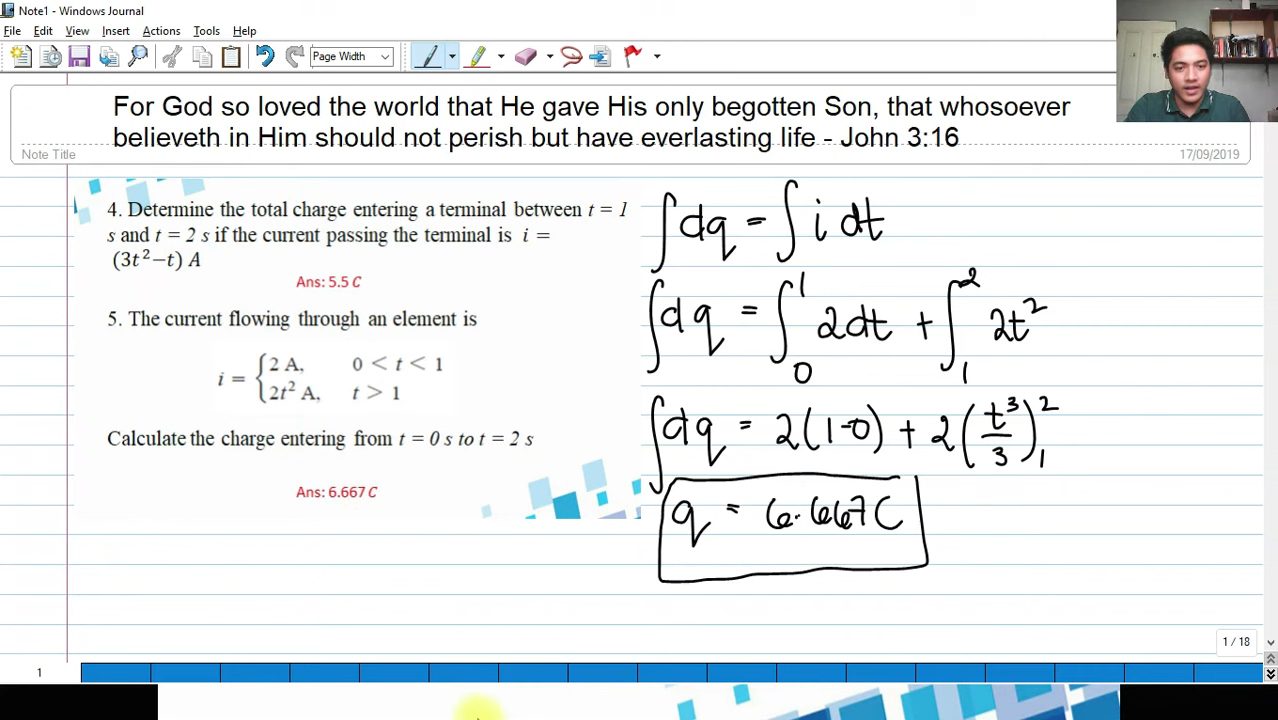 Note1 - Windows Journal
File Edit View Insert Actions Tools Help
Page Width
For God so loved the world that He gave His only begotten Son, that whosoever
believeth in Him should not perish but have everlasting life - John 3:16
Note Title
17/09/2019
4. Determine the total charge entering a terminal between t = 1
s and t = 2 s if the current passing the terminal is i =
(3t²−t) A
Ans: 5.5 C
5. The current flowing through an element is
i = {2 A, 0 < t < 1
2t² A, t > 1
Calculate the charge entering from t = 0 s to t = 2 s
Ans: 6.667 C
∫dq = ∫i dt
∫dq = ∫₀¹ 2dt + ∫₁² 2t²
∫dq = 2(1-0) + 2(t³/3)₁²
q = 6.667C
1 / 18
1